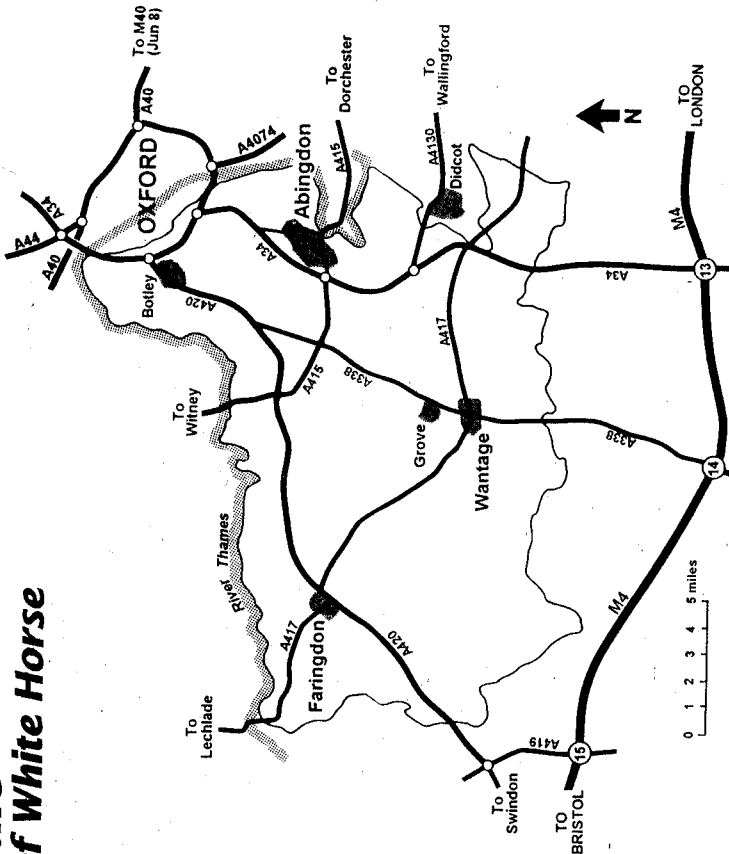 f White Horse
To M40
(Jun 8)
A40
A44
A34
A40
OXFORD
A4074
Botley
A420
A34
Abingdon
A415
To
Dorchester
To
Wallingford
A4130
Didcot
To
Witney
A415
A338
River Thames
Grove
A417
Wantage
To
Lechlade
A417
Faringdon
A420
A338
A34
N
To
Swindon
A419
TO
BRISTOL
15
M4
14
M4
13
TO
LONDON
0 1 2 3 4 5 miles